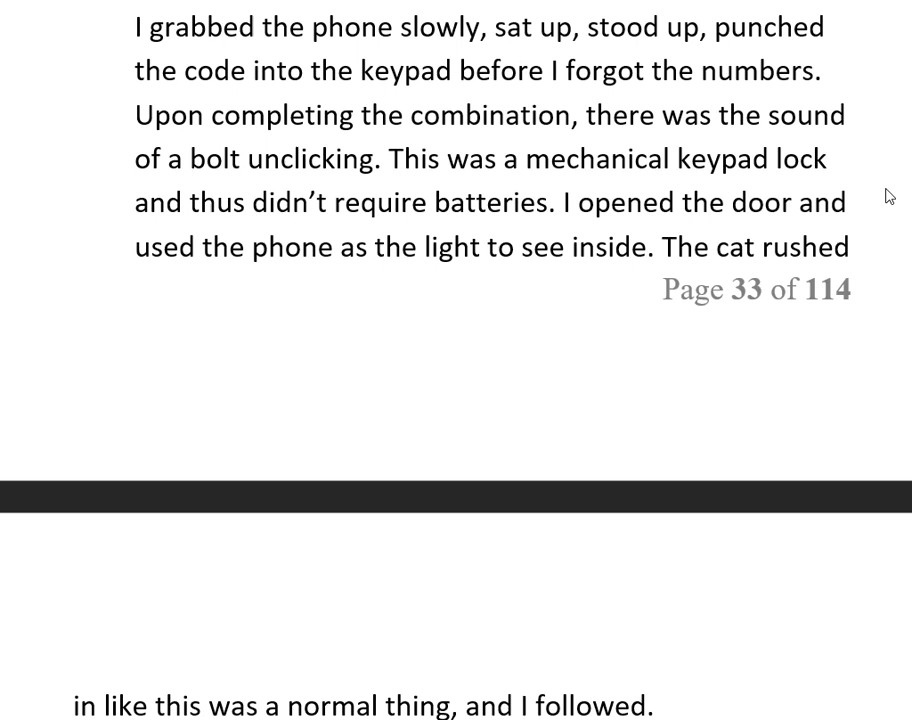 I grabbed the phone slowly, sat up, stood up, punched
the code into the keypad before I forgot the numbers.
Upon completing the combination, there was the sound
of a bolt unclicking. This was a mechanical keypad lock
and thus didn’t require batteries. I opened the door and
used the phone as the light to see inside. The cat rushed
Page 33 of 114
in like this was a normal thing, and I followed.